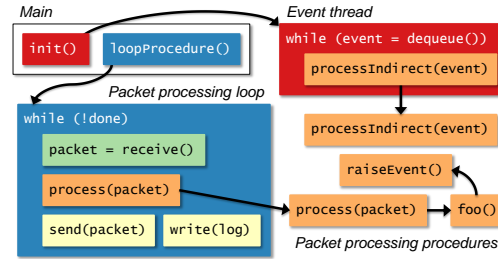 Main
init()
loopProcedure()
Event thread
while (event = dequeue())
processIndirect(event)
Packet processing loop
while (!done)
packet = receive()
process(packet)
send(packet)
write(log)
processIndirect(event)
raiseEvent()
process(packet)
foo()
Packet processing procedures